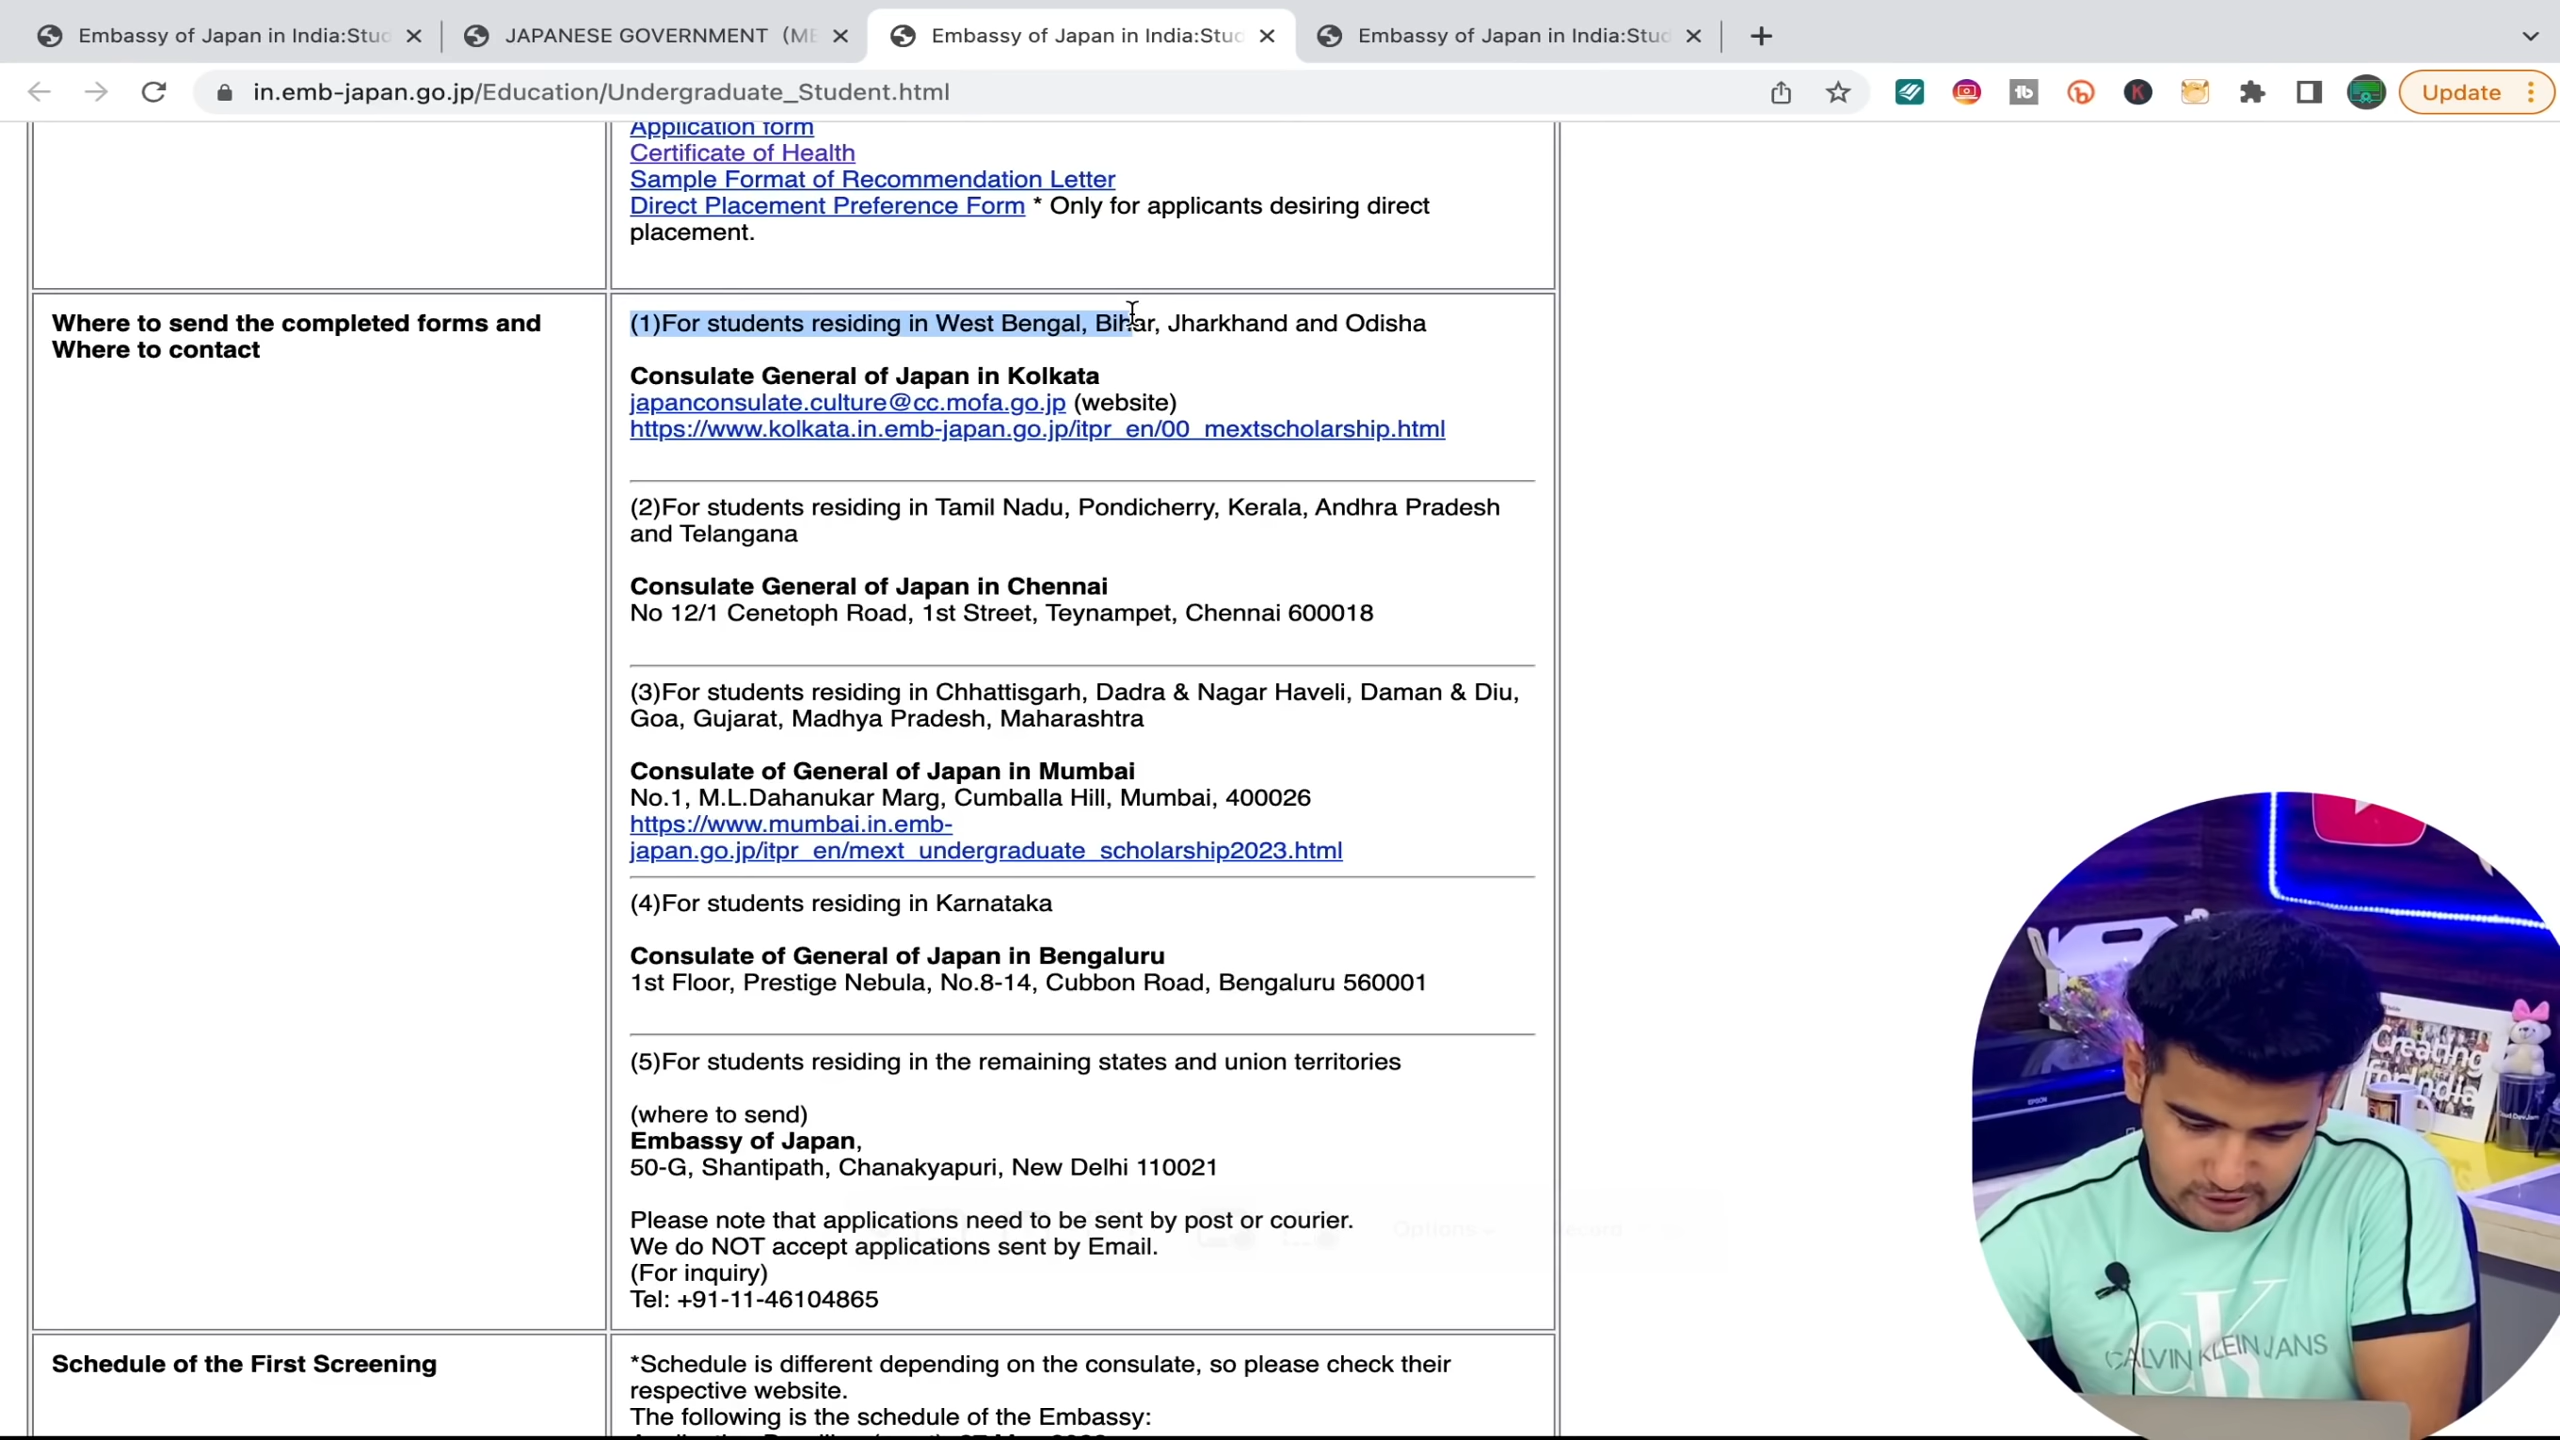 Embassy of Japan in India:Stu
JAPANESE GOVERNMENT (ME
Embassy of Japan in India:Stu
Embassy of Japan in India:Stu
in.emb-japan.go.jp/Education/Undergraduate_Student.html
Update
Application form
Certificate of Health
Sample Format of Recommendation Letter
Direct Placement Preference Form * Only for applicants desiring direct
placement.
Where to send the completed forms and
Where to contact
(1)For students residing in West Bengal, Bihar, Jharkhand and Odisha
Consulate General of Japan in Kolkata
japanconsulate.culture@cc.mofa.go.jp (website)
https://www.kolkata.in.emb-japan.go.jp/itpr_en/00_mextscholarship.html
(2)For students residing in Tamil Nadu, Pondicherry, Kerala, Andhra Pradesh
and Telangana
Consulate General of Japan in Chennai
No 12/1 Cenetoph Road, 1st Street, Teynampet, Chennai 600018
(3)For students residing in Chhattisgarh, Dadra & Nagar Haveli, Daman & Diu,
Goa, Gujarat, Madhya Pradesh, Maharashtra
Consulate of General of Japan in Mumbai
No.1, M.L.Dahanukar Marg, Cumballa Hill, Mumbai, 400026
https://www.mumbai.in.emb-
japan.go.jp/itpr_en/mext_undergraduate_scholarship2023.html
(4)For students residing in Karnataka
Consulate of General of Japan in Bengaluru
1st Floor, Prestige Nebula, No.8-14, Cubbon Road, Bengaluru 560001
(5)For students residing in the remaining states and union territories
(where to send)
Embassy of Japan,
50-G, Shantipath, Chanakyapuri, New Delhi 110021
Please note that applications need to be sent by post or courier.
We do NOT accept applications sent by Email.
(For inquiry)
Tel: +91-11-46104865
Schedule of the First Screening
*Schedule is different depending on the consulate, so please check their
respective website.
The following is the schedule of the Embassy:
Options
Creating
for India
EPSON
CK
CALVIN KLEIN JEANS